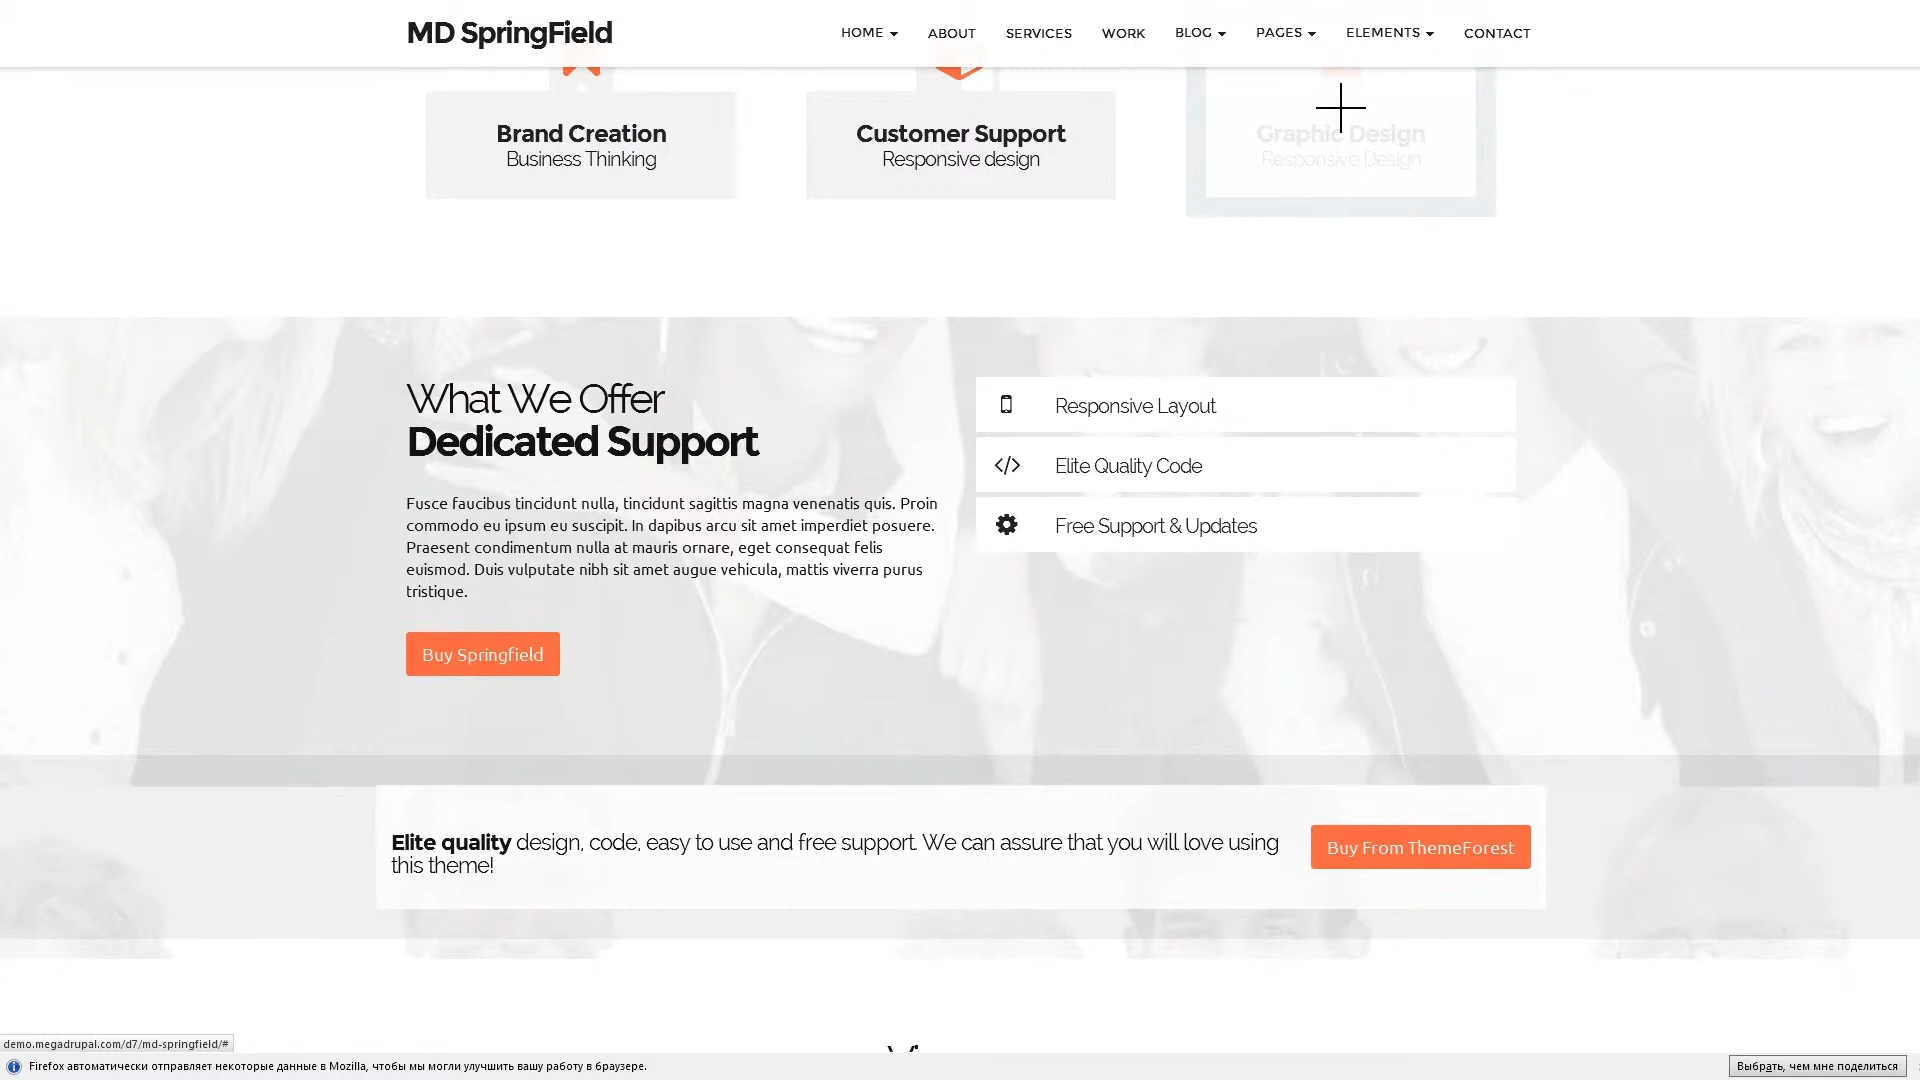 MD SpringField
HOME
ABOUT
SERVICES
WORK
BLOG
PAGES
ELEMENTS
CONTACT
Brand Creation
Business Thinking
Customer Support
Responsive design
Graphic Design
Responsive Design
What We Offer
Dedicated Support
Fusce faucibus tincidunt nulla, tincidunt sagittis magna venenatis quis. Proin
commodo eu ipsum eu suscipit. In dapibus arcu sit amet imperdiet posuere.
Praesent condimentum nulla at mauris ornare, eget consequat felis
euismod. Duis vulputate nibh sit amet augue vehicula, mattis viverra purus
tristique.
Buy Springfield
Responsive Layout
Elite Quality Code
Free Support & Updates
Elite quality design, code, easy to use and free support. We can assure that you will love using
this theme!
Buy From ThemeForest
demo.megadrupal.com/d7/md-springfield/#
Firefox автоматически отправляет некоторые данные в Mozilla, чтобы мы могли улучшить вашу работу в браузере.
Выбрать, чем мне поделиться